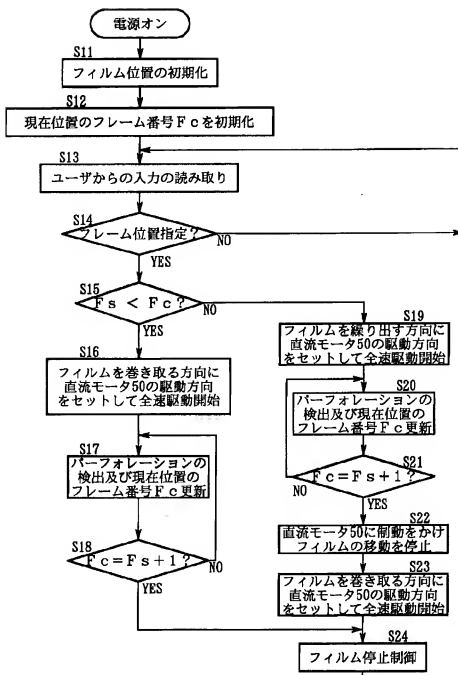 電源オン
S11
フィルム位置の初期化
S12
現在位置のフレーム番号Fcを初期化
S13
ユーザからの入力の読み取り
S14
フレーム位置指定?
NO
YES
S15
Fs < Fc?
NO
YES
S16
フィルムを巻き取る方向に
直流モータ50の駆動方向
をセットして全速駆動開始
S17
パーフォレーションの
検出及び現在位置の
フレーム番号Fc更新
S18
Fc=Fs+1?
NO
YES
S19
フィルムを繰り出す方向に
直流モータ50の駆動方向
をセットして全速駆動開始
S20
パーフォレーションの
検出及び現在位置の
フレーム番号Fc更新
S21
Fc=Fs+1?
NO
YES
S22
直流モータ50に制動をかけ
フィルムの移動を停止
S23
フィルムを巻き取る方向に
直流モータ50の駆動方向
をセットして全速駆動開始
S24
フィルム停止制御